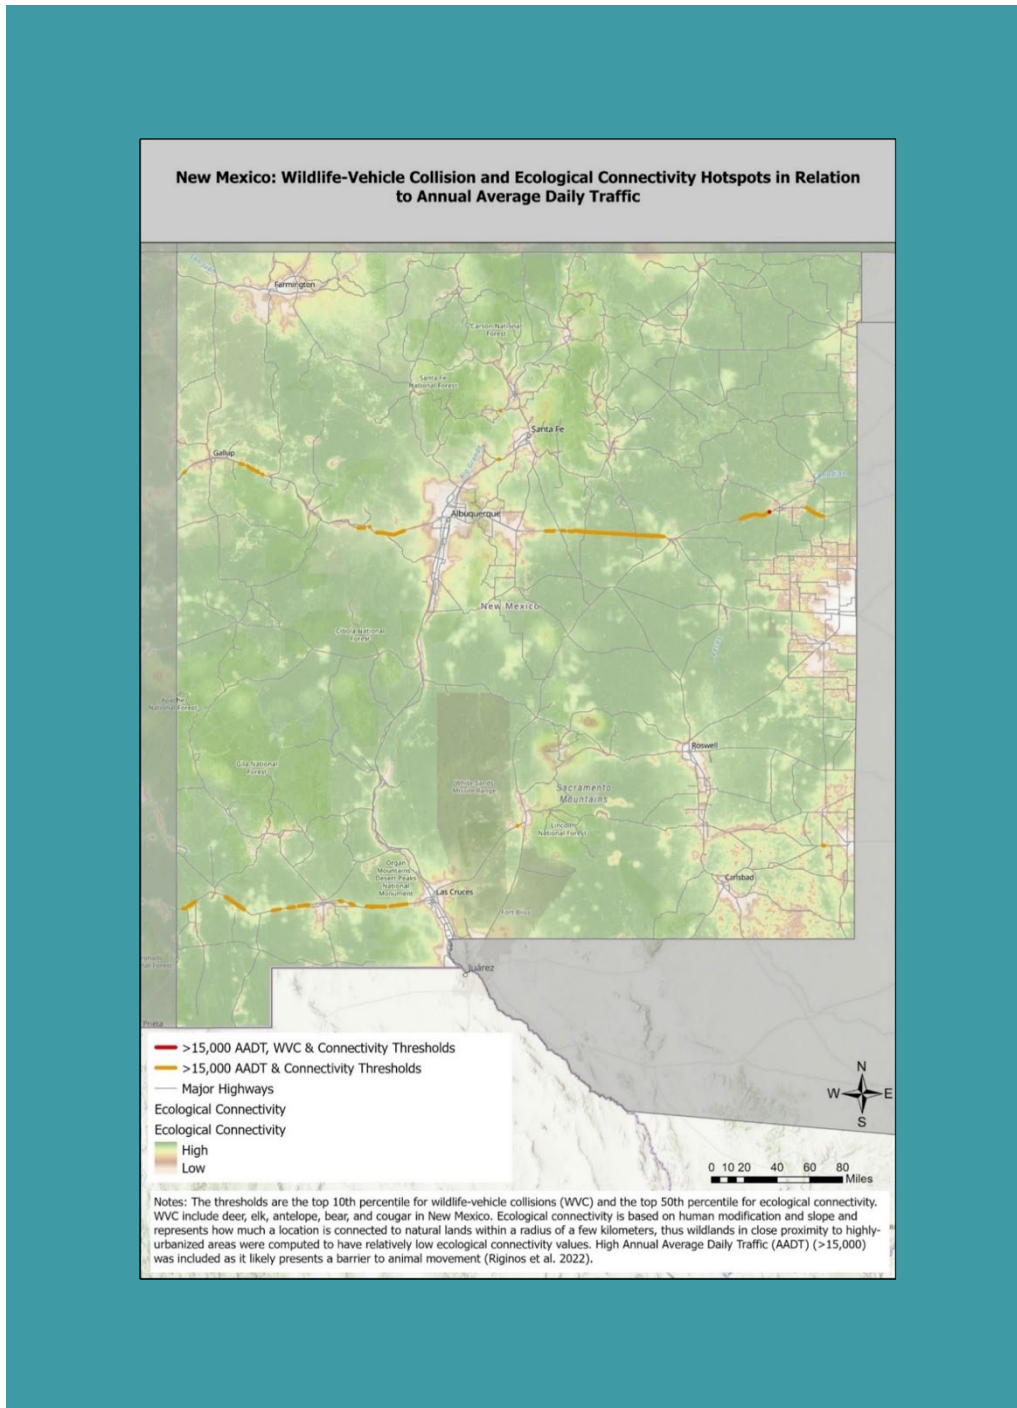 New Mexico: Wildlife-Vehicle Collision and Ecological Connectivity Hotspots in Relation
to Annual Average Daily Traffic
Farmington
Carson National
Forest
Santa Fe
National Forest
Santa Fe
Gallup
Albuquerque
New Mexico
Cibola National
Forest
Apache
National Forest
Gila National
Forest
White Sands
Missile Range
Sacramento
Mountains
Roswell
Lincoln
National Forest
Organ
Mountains-
Desert Peaks
National
Monument
Las Cruces
Carlsbad
Fort Bliss
Juárez
Prieta
>15,000 AADT, WVC & Connectivity Thresholds
>15,000 AADT & Connectivity Thresholds
Major Highways
Ecological Connectivity
Ecological Connectivity
High
Low
N
W E
S
0 10 20 40 60 80
Miles
Notes: The thresholds are the top 10th percentile for wildlife-vehicle collisions (WVC) and the top 50th percentile for ecological connectivity.
WVC include deer, elk, antelope, bear, and cougar in New Mexico. Ecological connectivity is based on human modification and slope and
represents how much a location is connected to natural lands within a radius of a few kilometers, thus wildlands in close proximity to highly-
urbanized areas were computed to have relatively low ecological connectivity values. High Annual Average Daily Traffic (AADT) (>15,000)
was included as it likely presents a barrier to animal movement (Riginos et al. 2022).